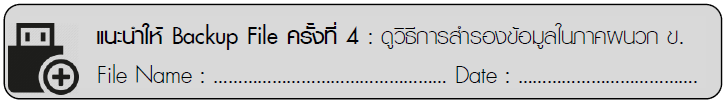 แนะนำให้ Backup File ครั้งที่ 4 : ดูวิธีการสำรองข้อมูลในภาคผนวก ข.
File Name : ................................................ Date : .....................................